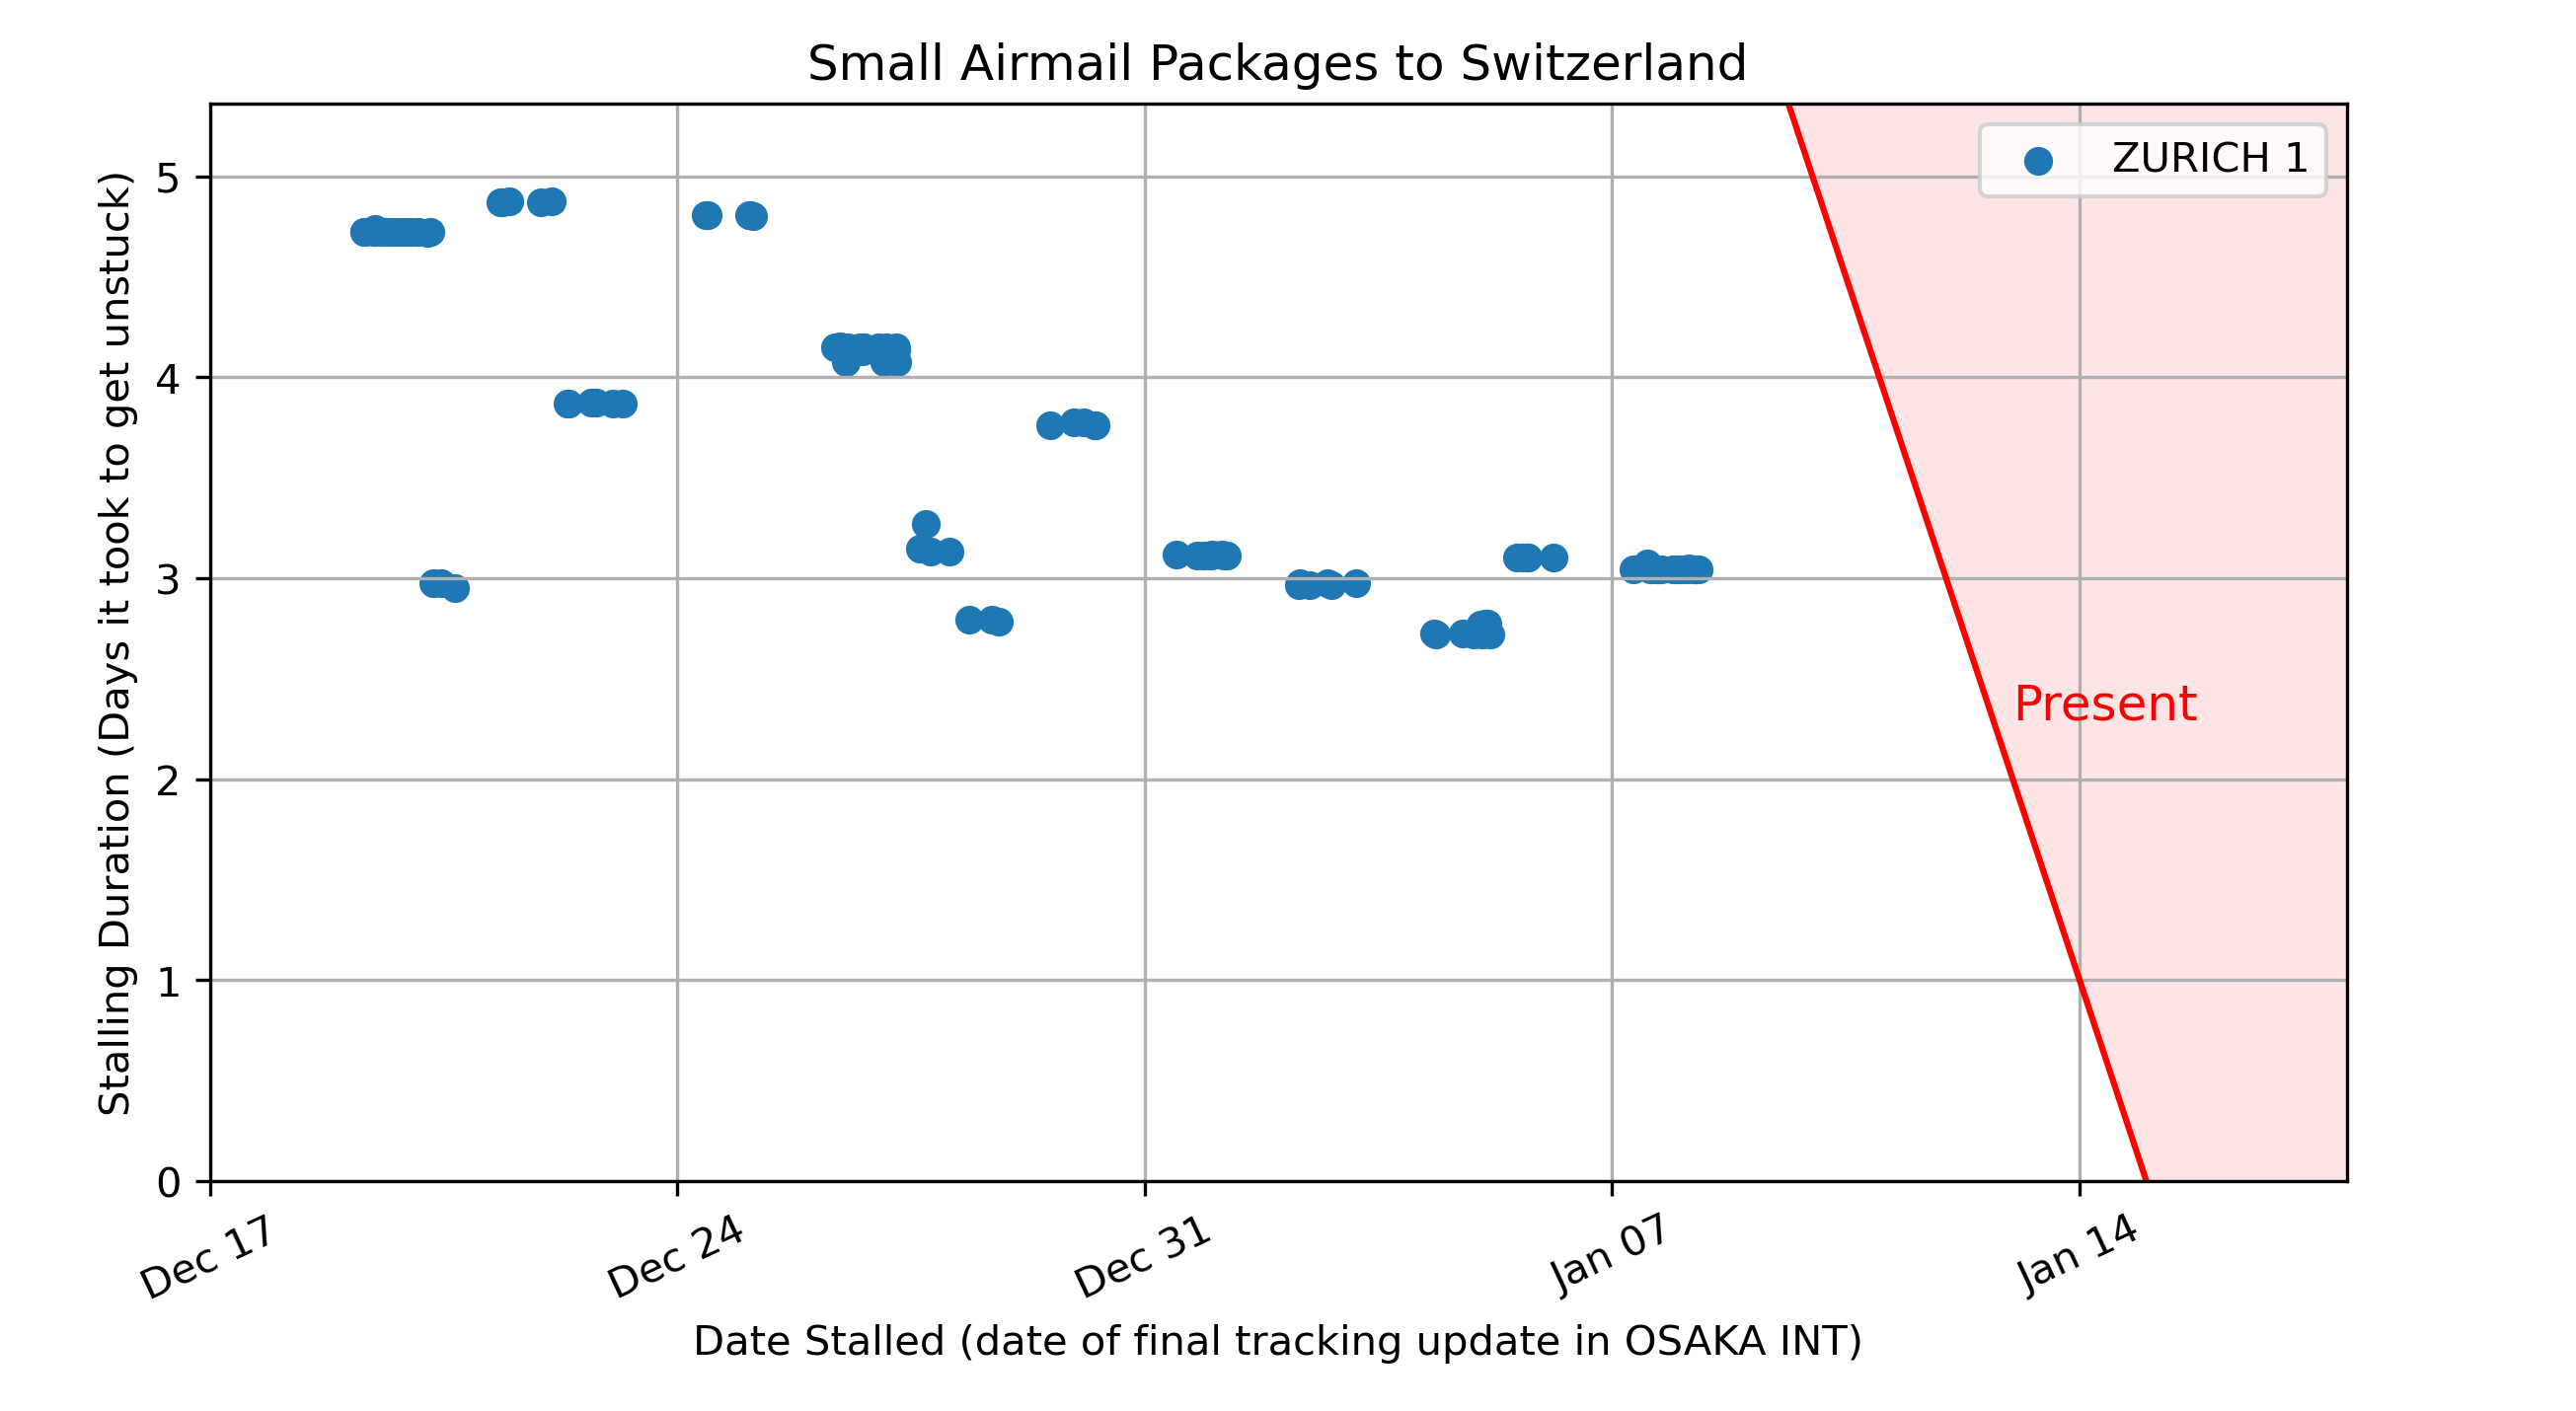 Small Airmail Packages to Switzerland
ZURICH 1
Stalling Duration (Days it took to get unstuck)
5
4
3
2
1
0
Present
Dec 17
Dec 24
Dec 31
Jan 07
Jan 14
Date Stalled (date of final tracking update in OSAKA INT)